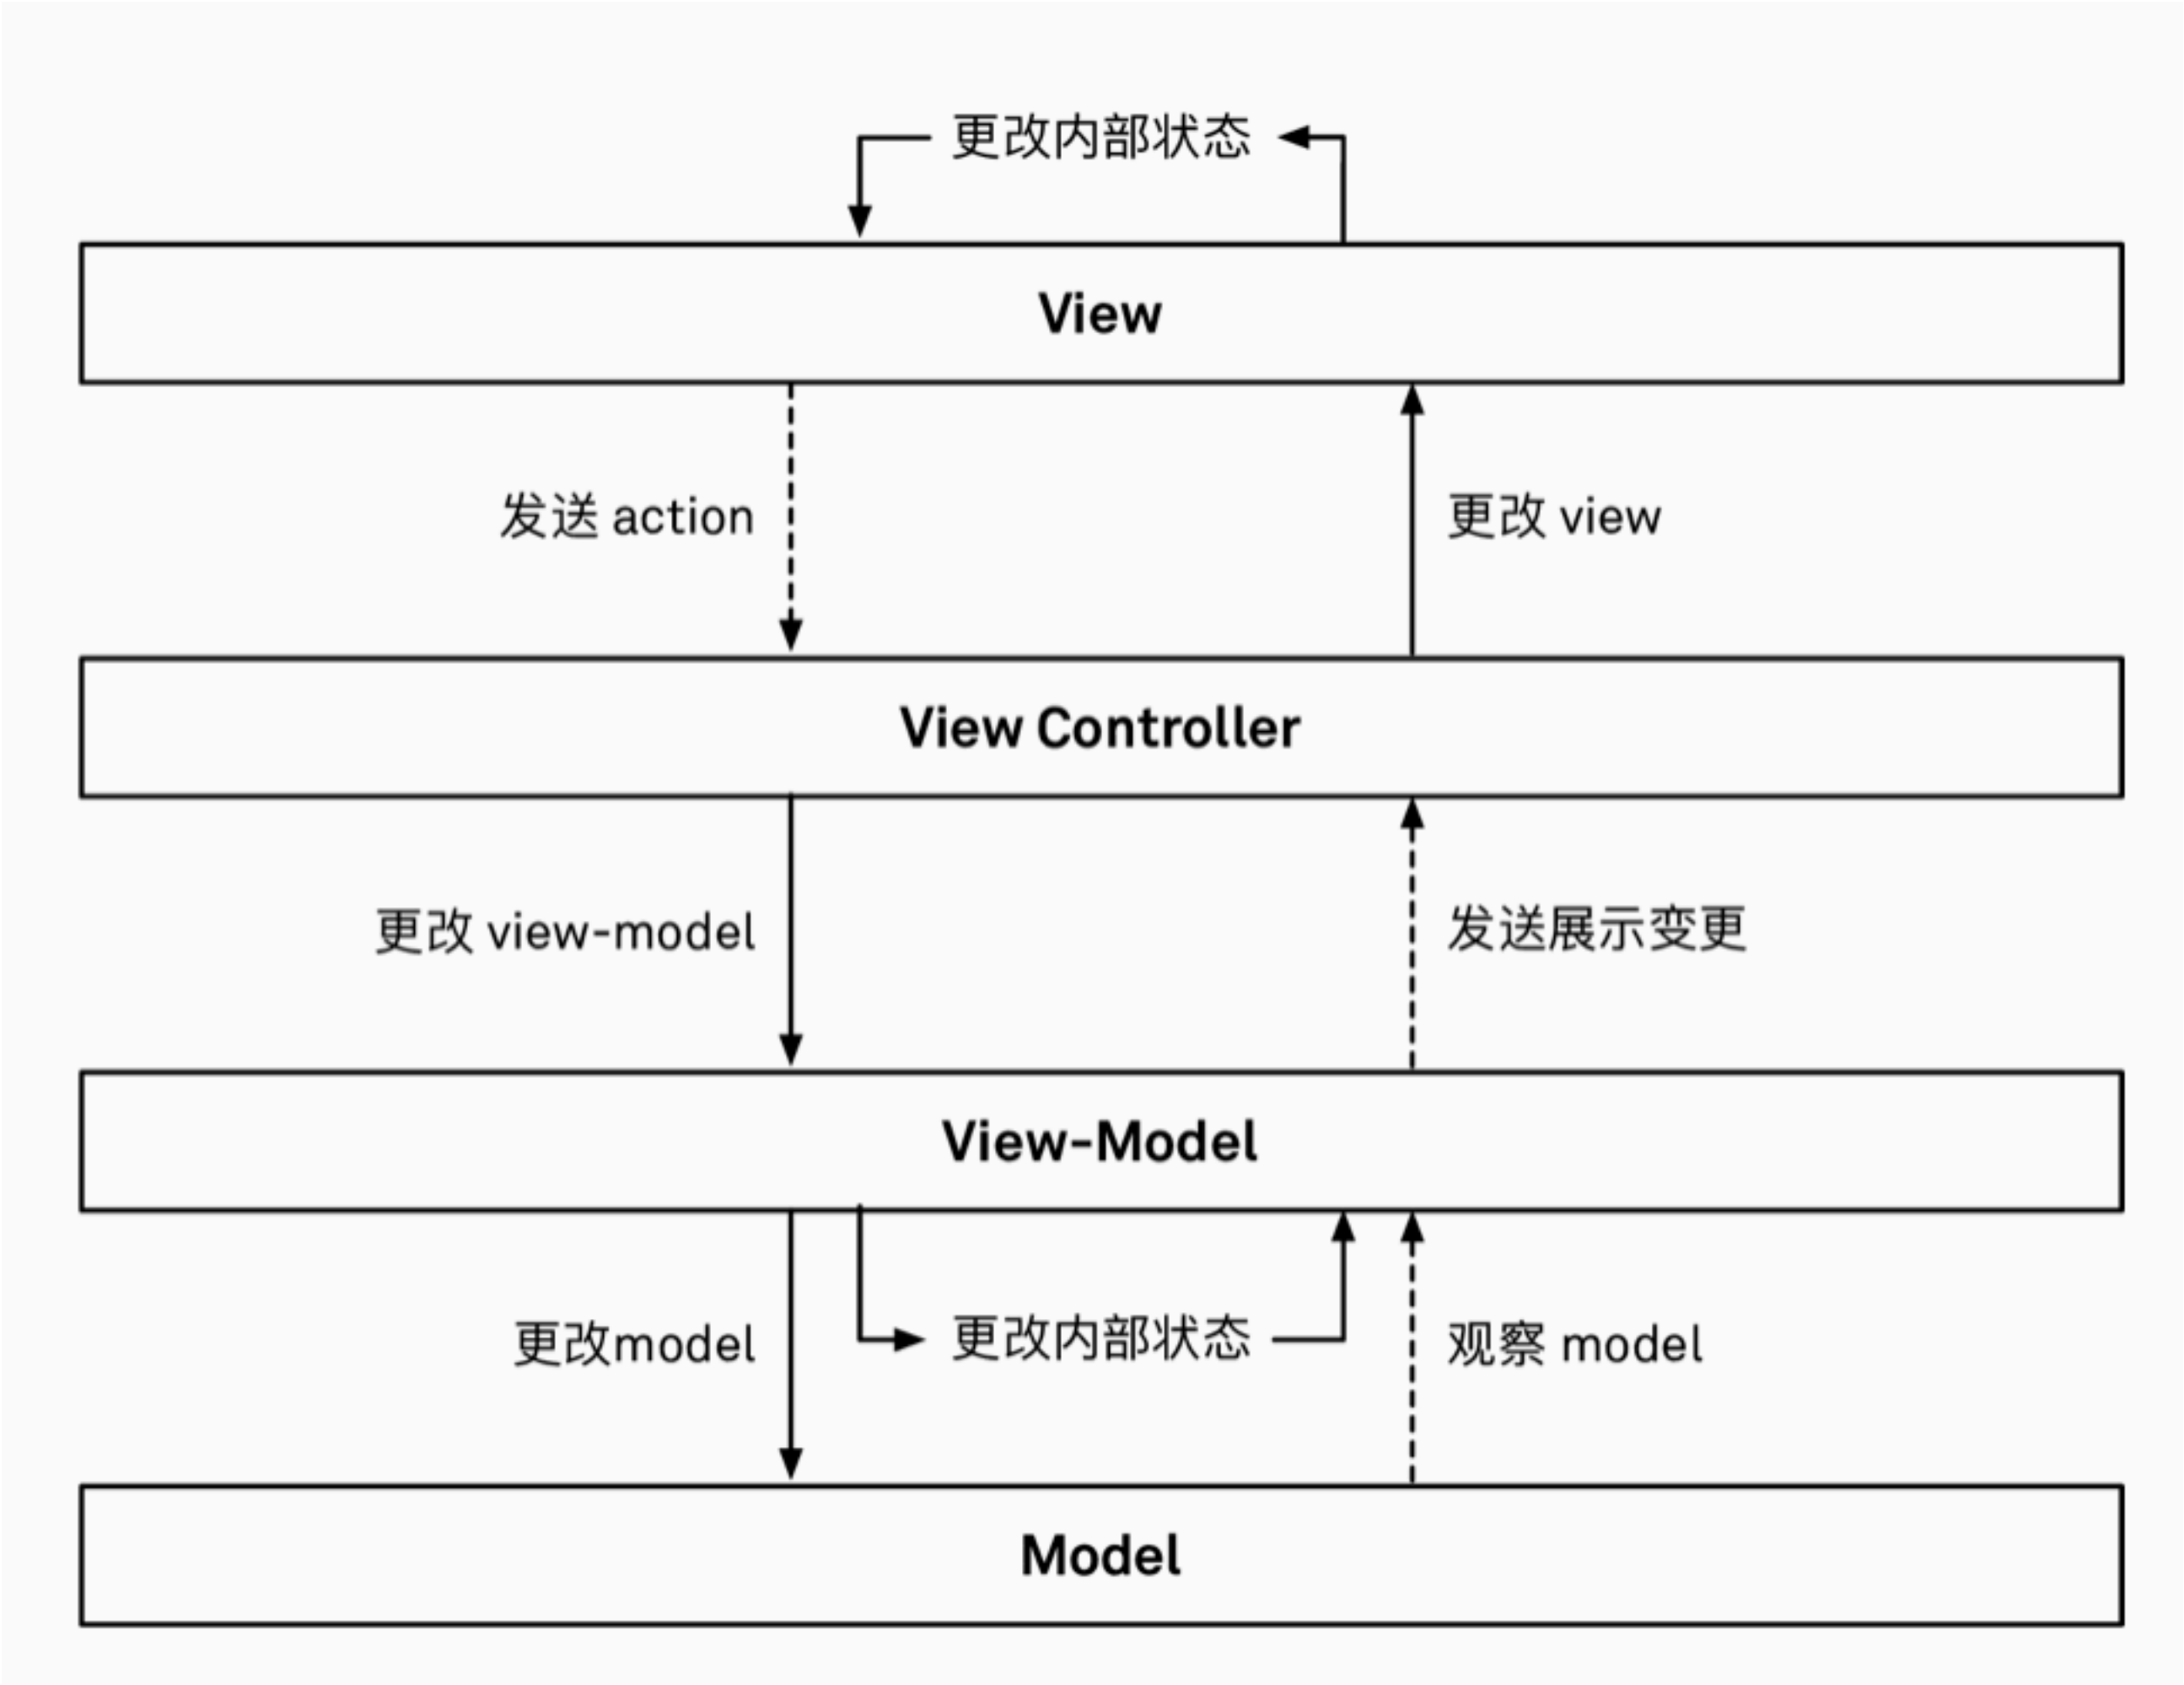 更改内部状态
View
发送 action
更改 view
View Controller
更改 view-model
发送展示变更
View-Model
更改model
更改内部状态
观察 model
Model